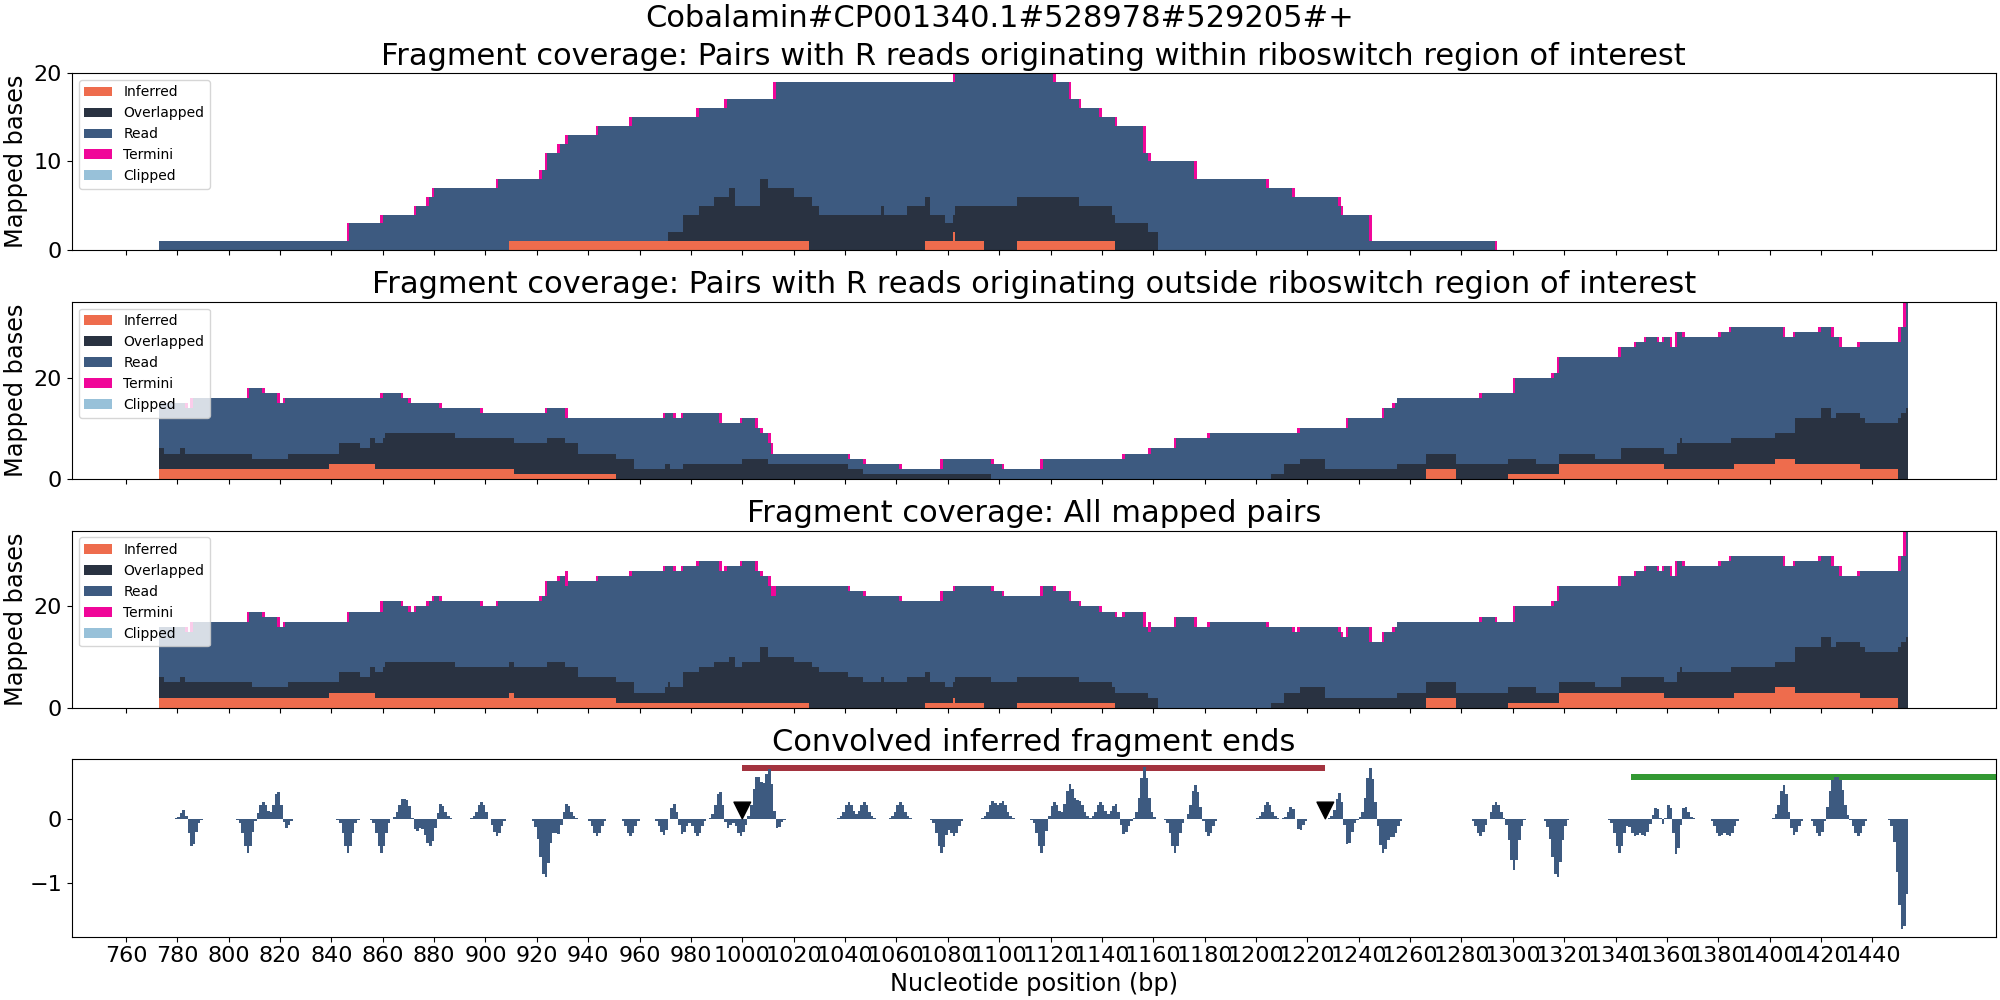 Cobalamin#CP001340.1#528978#529205#+
Fragment coverage: Pairs with R reads originating within riboswitch region of interest
Mapped bases
20
10
0
Inferred
Overlapped
Read
Termini
Clipped
Fragment coverage: Pairs with R reads originating outside riboswitch region of interest
Mapped bases
20
0
Inferred
Overlapped
Read
Termini
Clipped
Fragment coverage: All mapped pairs
Mapped bases
20
0
Inferred
Overlapped
Read
Termini
Clipped
Convolved inferred fragment ends
0
−1
760 780 800 820 840 860 880 900 920 940 960 980 1000 1020 1040 1060 1080 1100 1120 1140 1160 1180 1200 1220 1240 1260 1280 1300 1320 1340 1360 1380 1400 1420 1440
Nucleotide position (bp)